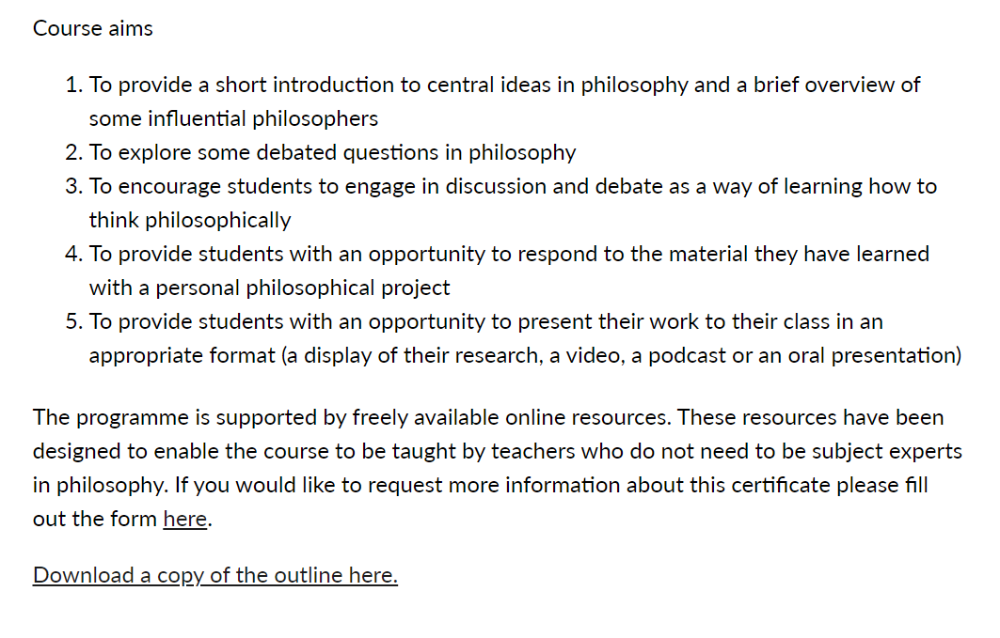 Course aims
1. To provide a short introduction to central ideas in philosophy and a brief overview of
some influential philosophers
2. To explore some debated questions in philosophy
3. To encourage students to engage in discussion and debate as a way of learning how to
think philosophically
4. To provide students with an opportunity to respond to the material they have learned
with a personal philosophical project
5. To provide students with an opportunity to present their work to their class in an
appropriate format (a display of their research, a video, a podcast or an oral presentation)
The programme is supported by freely available online resources. These resources have been
designed to enable the course to be taught by teachers who do not need to be subject experts
in philosophy. If you would like to request more information about this certificate please fill
out the form here.
Download a copy of the outline here.